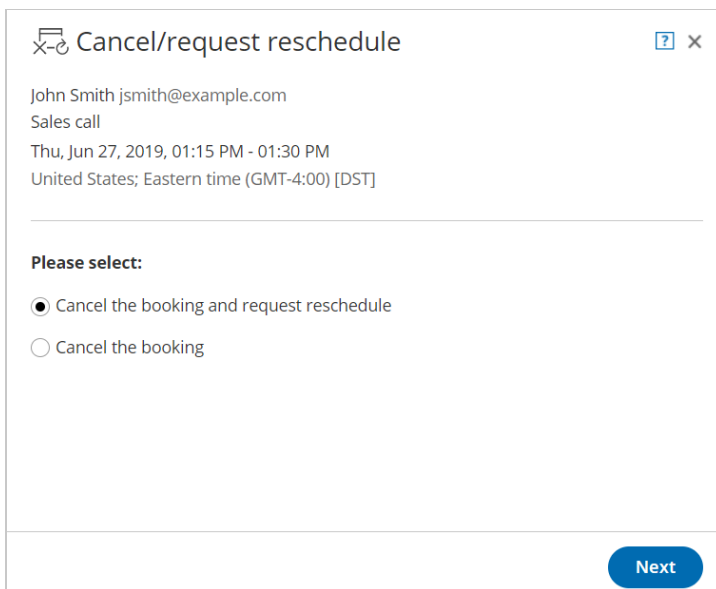 Cancel/request reschedule
?
John Smith jsmith@example.com
Sales call
Thu, Jun 27, 2019, 01:15 PM - 01:30 PM
United States; Eastern time (GMT-4:00) [DST]
Please select:
Cancel the booking and request reschedule
Cancel the booking
Next